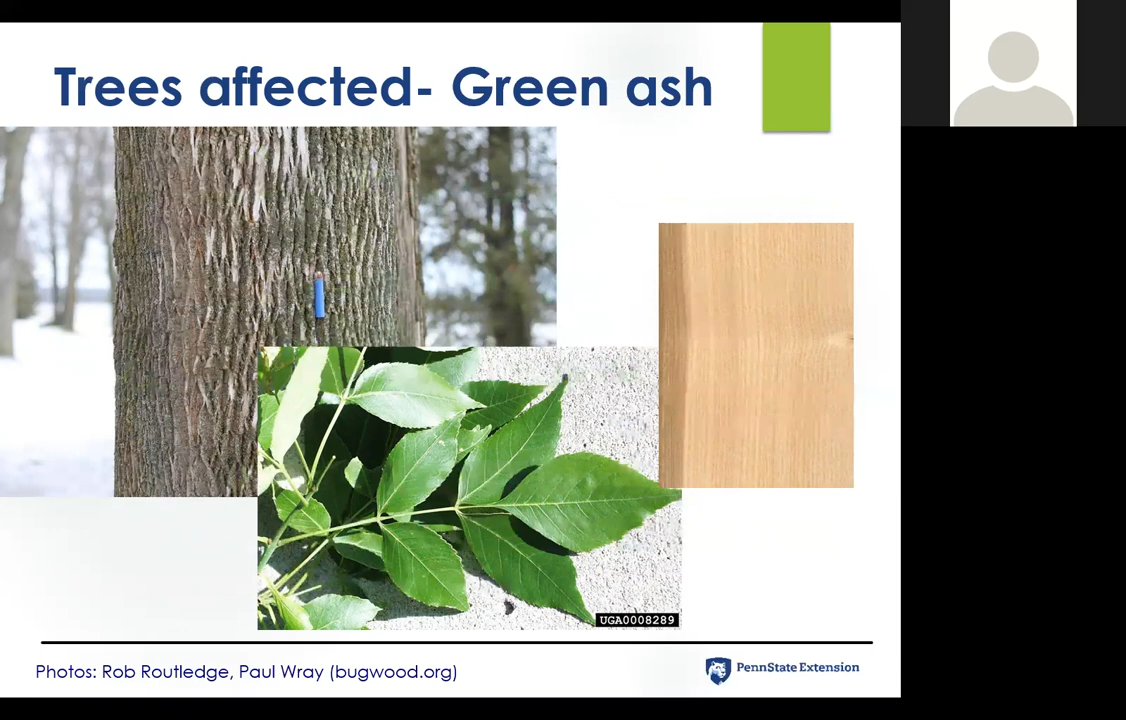 Trees affected- Green ash
UGA0008289
Photos: Rob Routledge, Paul Wray (bugwood.org)
PennState Extension